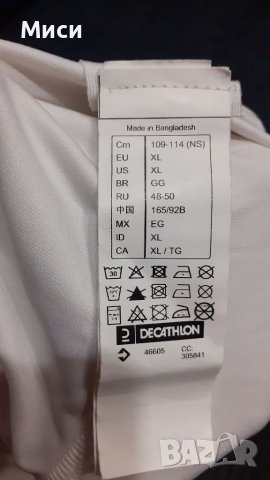 Миси
Made in Bangladesh
Cm 109-114 (NS)
EU XL
US XL
BR GG
RU 48-50
中国 165/92B
MX EG
ID XL
CA XL / TG
30
DECATHLON
46605 CC: 305841
BAZAR